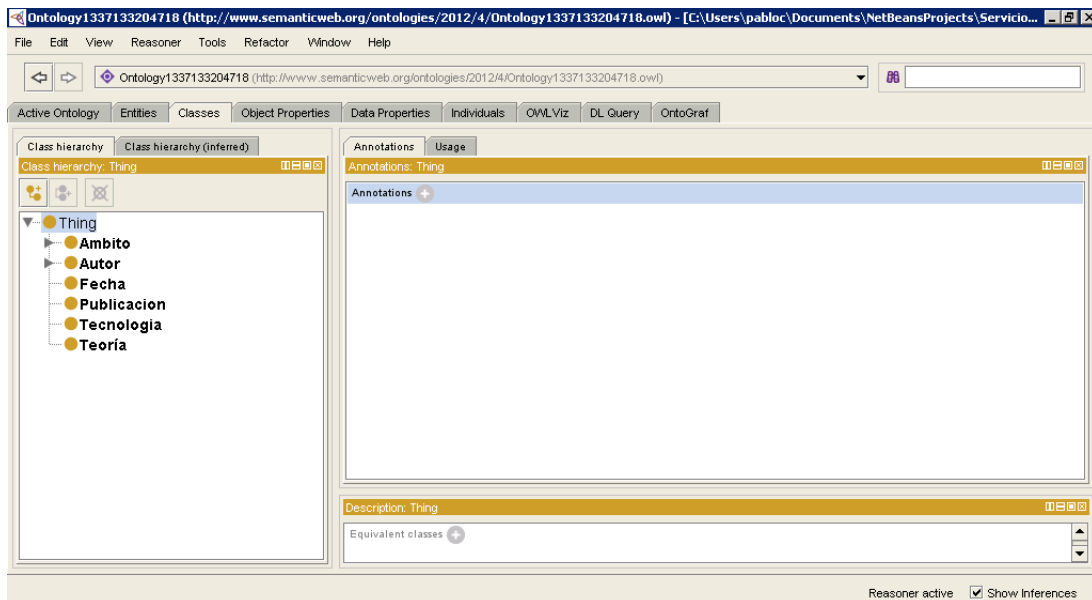 Ontology1337133204718 (http://www.semanticweb.org/ontologies/2012/4/Ontology1337133204718.owl) - [C:\Users\pabloc\Documents\NetBeansProjects\Servicio...
File Edit View Reasoner Tools Refactor Window Help
Ontology1337133204718 (http://www.semanticweb.org/ontologies/2012/4/Ontology1337133204718.owl)
Active Ontology Entities Classes Object Properties Data Properties Individuals OWLViz DL Query OntoGraf
Class hierarchy Class hierarchy (inferred)
Class hierarchy: Thing
Thing
Ambito
Autor
Fecha
Publicacion
Tecnologia
Teoría
Annotations Usage
Annotations: Thing
Annotations
Description: Thing
Equivalent classes
Reasoner active Show Inferences